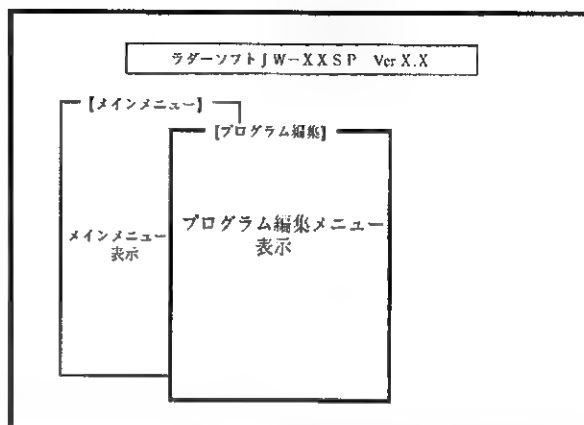 ラダーソフトJW-XXSP Ver X.X
【メインメニュー】
[プログラム編集]
メインメニュー
表示
プログラム編集メニュー
表示